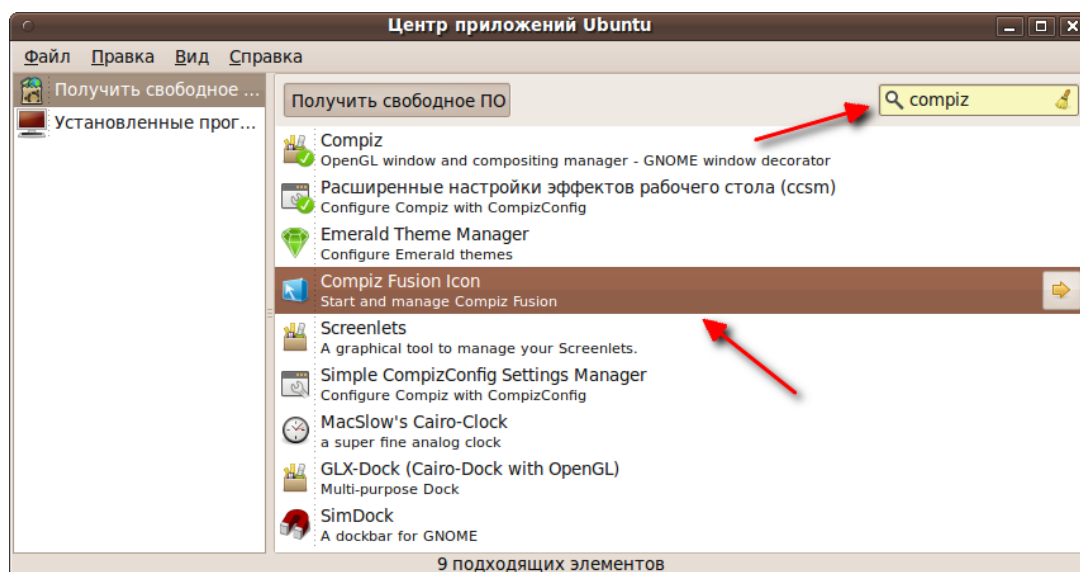 Центр приложений Ubuntu
Файл Правка Вид Справка
Получить свободное ...
Установленные прог...
Получить свободное ПО
compiz
Compiz
OpenGL window and compositing manager - GNOME window decorator
Расширенные настройки эффектов рабочего стола (ccsm)
Configure Compiz with CompizConfig
Emerald Theme Manager
Configure Emerald themes
Compiz Fusion Icon
Start and manage Compiz Fusion
Screenlets
A graphical tool to manage your Screenlets.
Simple CompizConfig Settings Manager
Configure Compiz with CompizConfig
MacSlow's Cairo-Clock
a super fine analog clock
GLX-Dock (Cairo-Dock with OpenGL)
Multi-purpose Dock
SimDock
A dockbar for GNOME
9 подходящих элементов